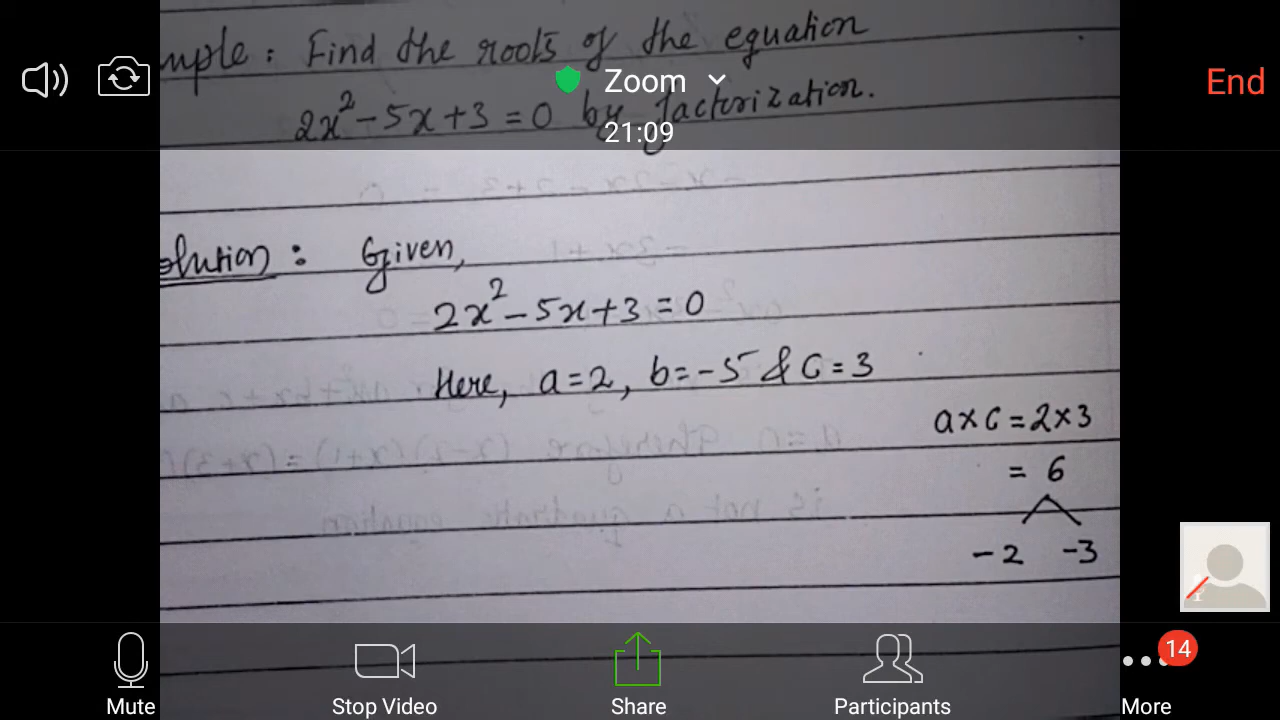 mple: Find the roots of the equation
Zoom
End
2x²-5x+3=0 by factorization.
21:09
olution: Given,
2x²-5x+3=0
Here, a=2, b=-5 & C=3
a×c=2×3
= 6
-2 -3
14
Mute
Stop Video
Share
Participants
More